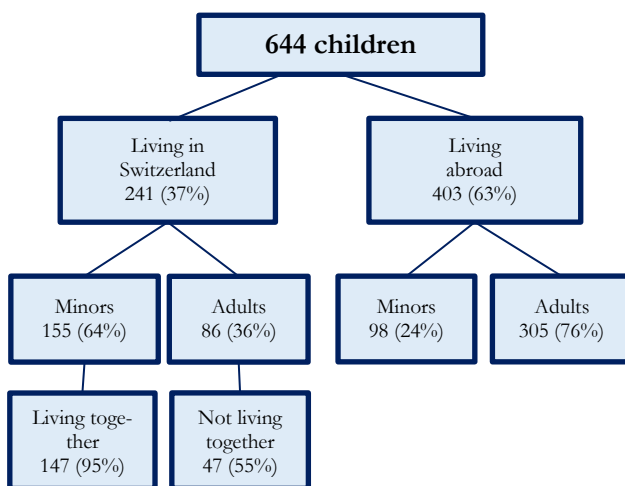 644 children
Living in
Switzerland
241 (37%)
Living
abroad
403 (63%)
Minors
155 (64%)
Adults
86 (36%)
Minors
98 (24%)
Adults
305 (76%)
Living toge-
ther
147 (95%)
Not living
together
47 (55%)